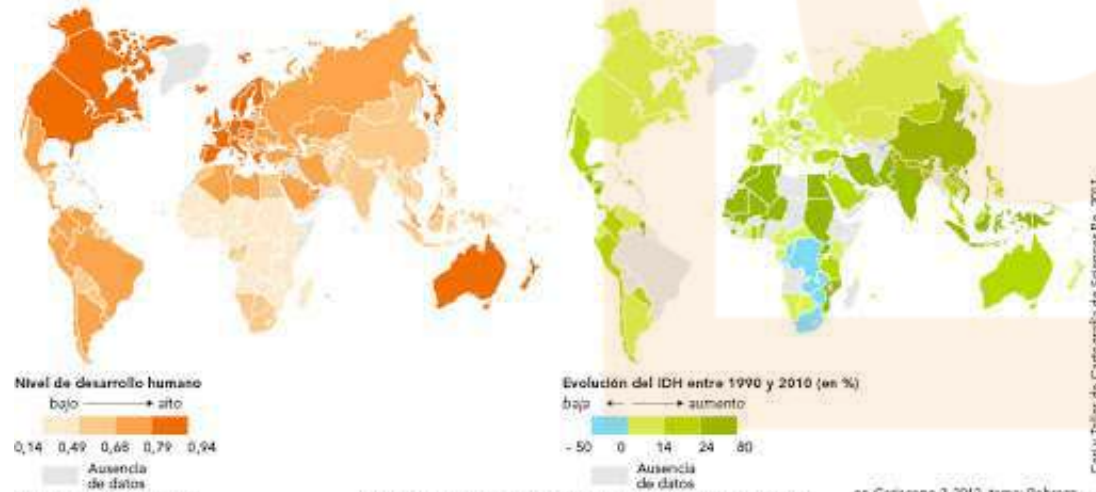 Nivel de desarrollo humano
bajo → alto
0,14 0,49 0,68 0,79 0,94
Ausencia
de datos
Evolución del IDH entre 1990 y 2010 (en %)
baja ← → aumento
- 50 0 14 24 80
Ausencia
de datos